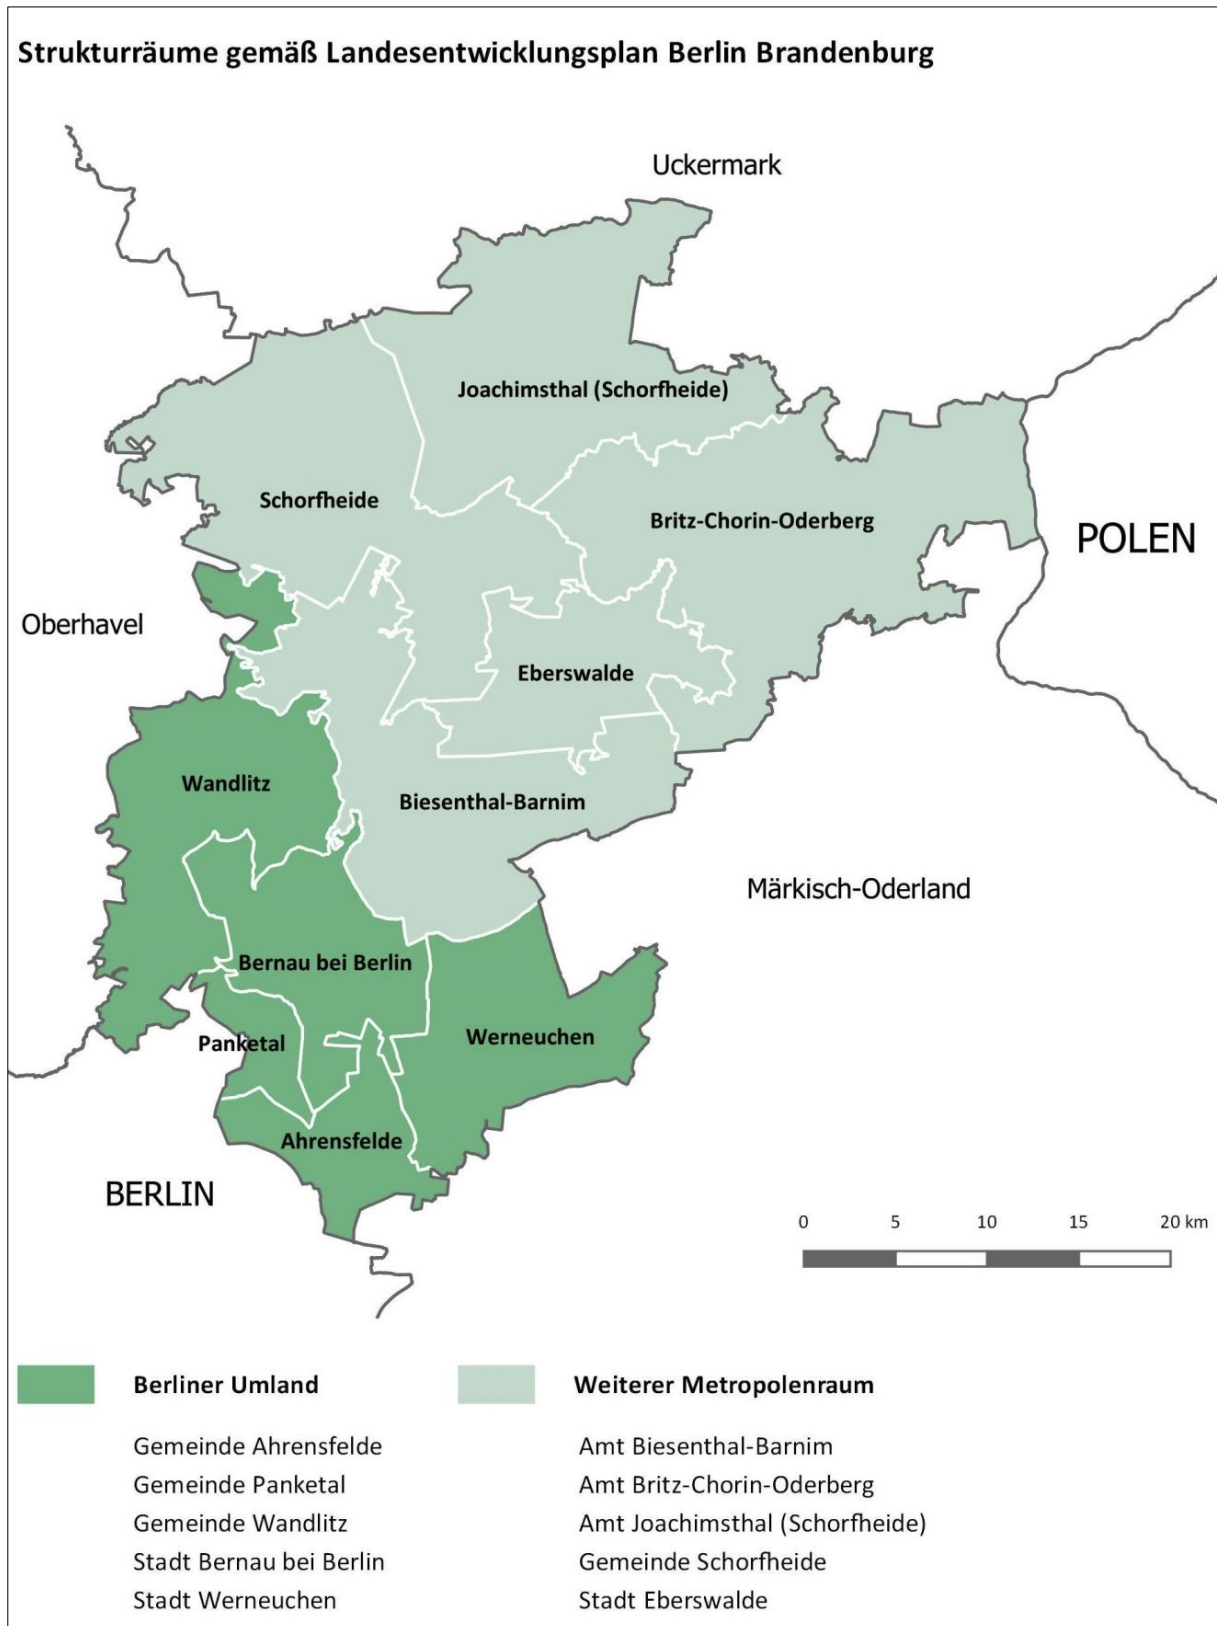 Strukturräume gemäß Landesentwicklungsplan Berlin Brandenburg
Uckermark
Joachimsthal (Schorfheide)
Schorfheide
Britz-Chorin-Oderberg
POLEN
Oberhavel
Eberswalde
Wandlitz
Biesenthal-Barnim
Märkisch-Oderland
Bernau bei Berlin
Panketal
Werneuchen
Ahrensfelde
BERLIN
0 5 10 15 20 km
Berliner Umland
Gemeinde Ahrensfelde
Gemeinde Panketal
Gemeinde Wandlitz
Stadt Bernau bei Berlin
Stadt Werneuchen
Weiterer Metropolenraum
Amt Biesenthal-Barnim
Amt Britz-Chorin-Oderberg
Amt Joachimsthal (Schorfheide)
Gemeinde Schorfheide
Stadt Eberswalde